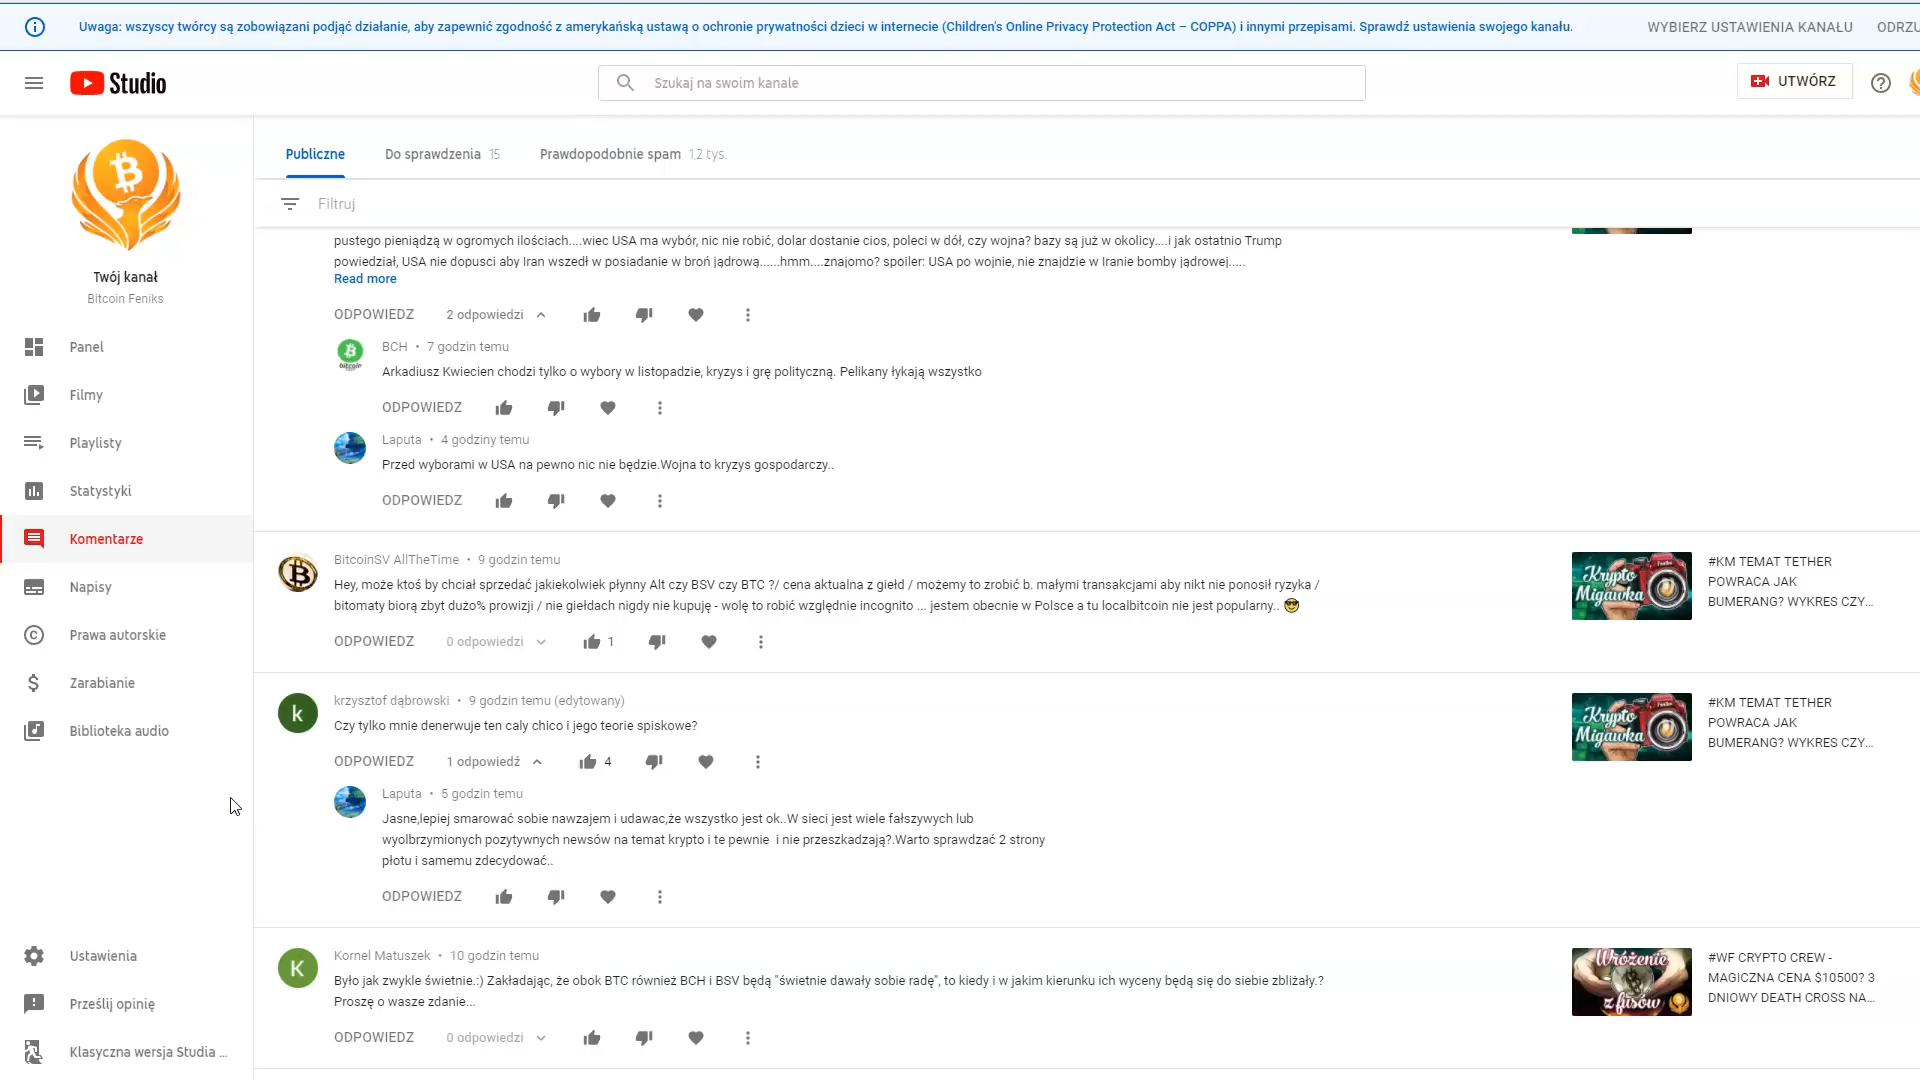 Uwaga: wszyscy twórcy są zobowiązani podjąć działanie, aby zapewnić zgodność z amerykańską ustawą o ochronie prywatności dzieci w internecie (Children's Online Privacy Protection Act – COPPA) i innymi przepisami. Sprawdź ustawienia swojego kanału.
WYBIERZ USTAWIENIA KANAŁU
ODRZU
Studio
Szukaj na swoim kanale
UTWÓRZ
Twój kanał
Bitcoin Feniks
Panel
Filmy
Playlisty
Statystyki
Komentarze
Napisy
Prawa autorskie
Zarabianie
Biblioteka audio
Ustawienia
Prześlij opinię
Klasyczna wersja Studia ...
Publiczne
Do sprawdzenia 15
Prawdopodobnie spam 1,2 tys.
Filtruj
pustego pieniądzą w ogromych ilościach....wiec USA ma wybór, nic nie robić, dolar dostanie cios, poleci w dół, czy wojna? bazy są już w okolicy....i jak ostatnio Trump
powiedział, USA nie dopusci aby Iran wszedł w posiadanie w broń jądrową......hmm....znajomo? spoiler: USA po wojnie, nie znajdzie w Iranie bomby jądrowej.....
Read more
ODPOWIEDZ 2 odpowiedzi
BCH • 7 godzin temu
Arkadiusz Kwiecien chodzi tylko o wybory w listopadzie, kryzys i grę polityczną. Pelikany łykają wszystko
ODPOWIEDZ
Laputa • 4 godziny temu
Przed wyborami w USA na pewno nic nie będzie.Wojna to kryzys gospodarczy..
ODPOWIEDZ
BitcoinSV AllTheTime • 9 godzin temu
Hey, może ktoś by chciał sprzedać jakiekolwiek płynny Alt czy BSV czy BTC ?/ cena aktualna z giełd / możemy to zrobić b. małymi transakcjami aby nikt nie ponosił ryzyka /
bitomaty biorą zbyt dużo% prowizji / nie giełdach nigdy nie kupuję - wolę to robić względnie incognito ... jestem obecnie w Polsce a tu localbitcoin nie jest popularny.. 😎
ODPOWIEDZ 0 odpowiedzi 1
Krypto
Migawka
#KM TEMAT TETHER
POWRACA JAK
BUMERANG? WYKRES CZY...
krzysztof dąbrowski • 9 godzin temu (edytowany)
Czy tylko mnie denerwuje ten caly chico i jego teorie spiskowe?
ODPOWIEDZ 1 odpowiedź 4
Krypto
Migawka
#KM TEMAT TETHER
POWRACA JAK
BUMERANG? WYKRES CZY...
Laputa • 5 godzin temu
Jasne,lepiej smarować sobie nawzajem i udawac,że wszystko jest ok..W sieci jest wiele fałszywych lub
wyolbrzymionych pozytywnych newsów na temat krypto i te pewnie i nie przeszkadzają?.Warto sprawdzać 2 strony
płotu i samemu zdecydować..
ODPOWIEDZ
K
Kornel Matuszek • 10 godzin temu
Było jak zwykle świetnie.:) Zakładając, że obok BTC również BCH i BSV będą "świetnie dawały sobie radę", to kiedy i w jakim kierunku ich wyceny będą się do siebie zbliżały.?
Proszę o wasze zdanie...
ODPOWIEDZ 0 odpowiedzi
Wróżenie
z fusów
#WF CRYPTO CREW -
MAGICZNA CENA $10500? 3
DNIOWY DEATH CROSS NA...